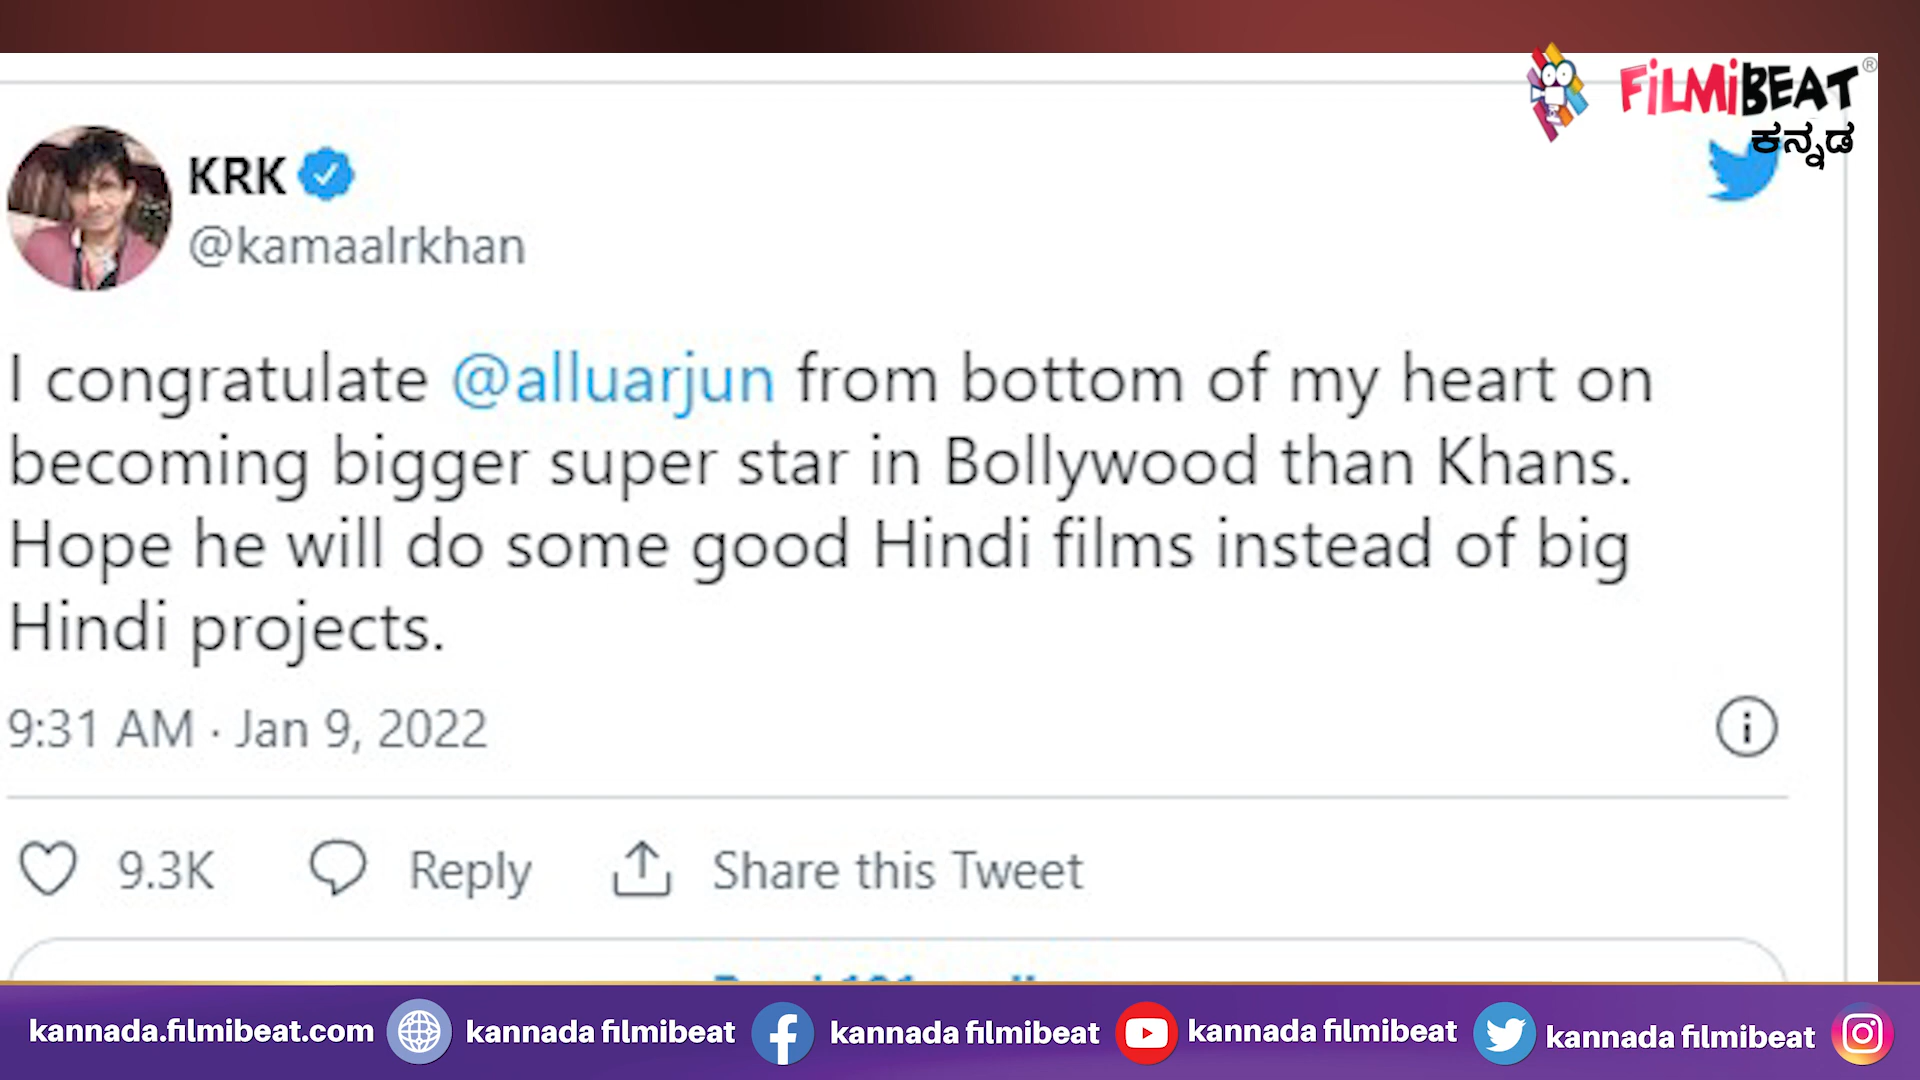 FiLMiBEAT®
ಕನ್ನಡ
KRK
@kamaalrkhan
I congratulate @alluarjun from bottom of my heart on
becoming bigger super star in Bollywood than Khans.
Hope he will do some good Hindi films instead of big
Hindi projects.
9:31 AM · Jan 9, 2022
9.3K Reply Share this Tweet
kannada.filmibeat.com kannada filmibeat kannada filmibeat kannada filmibeat kannada filmibeat